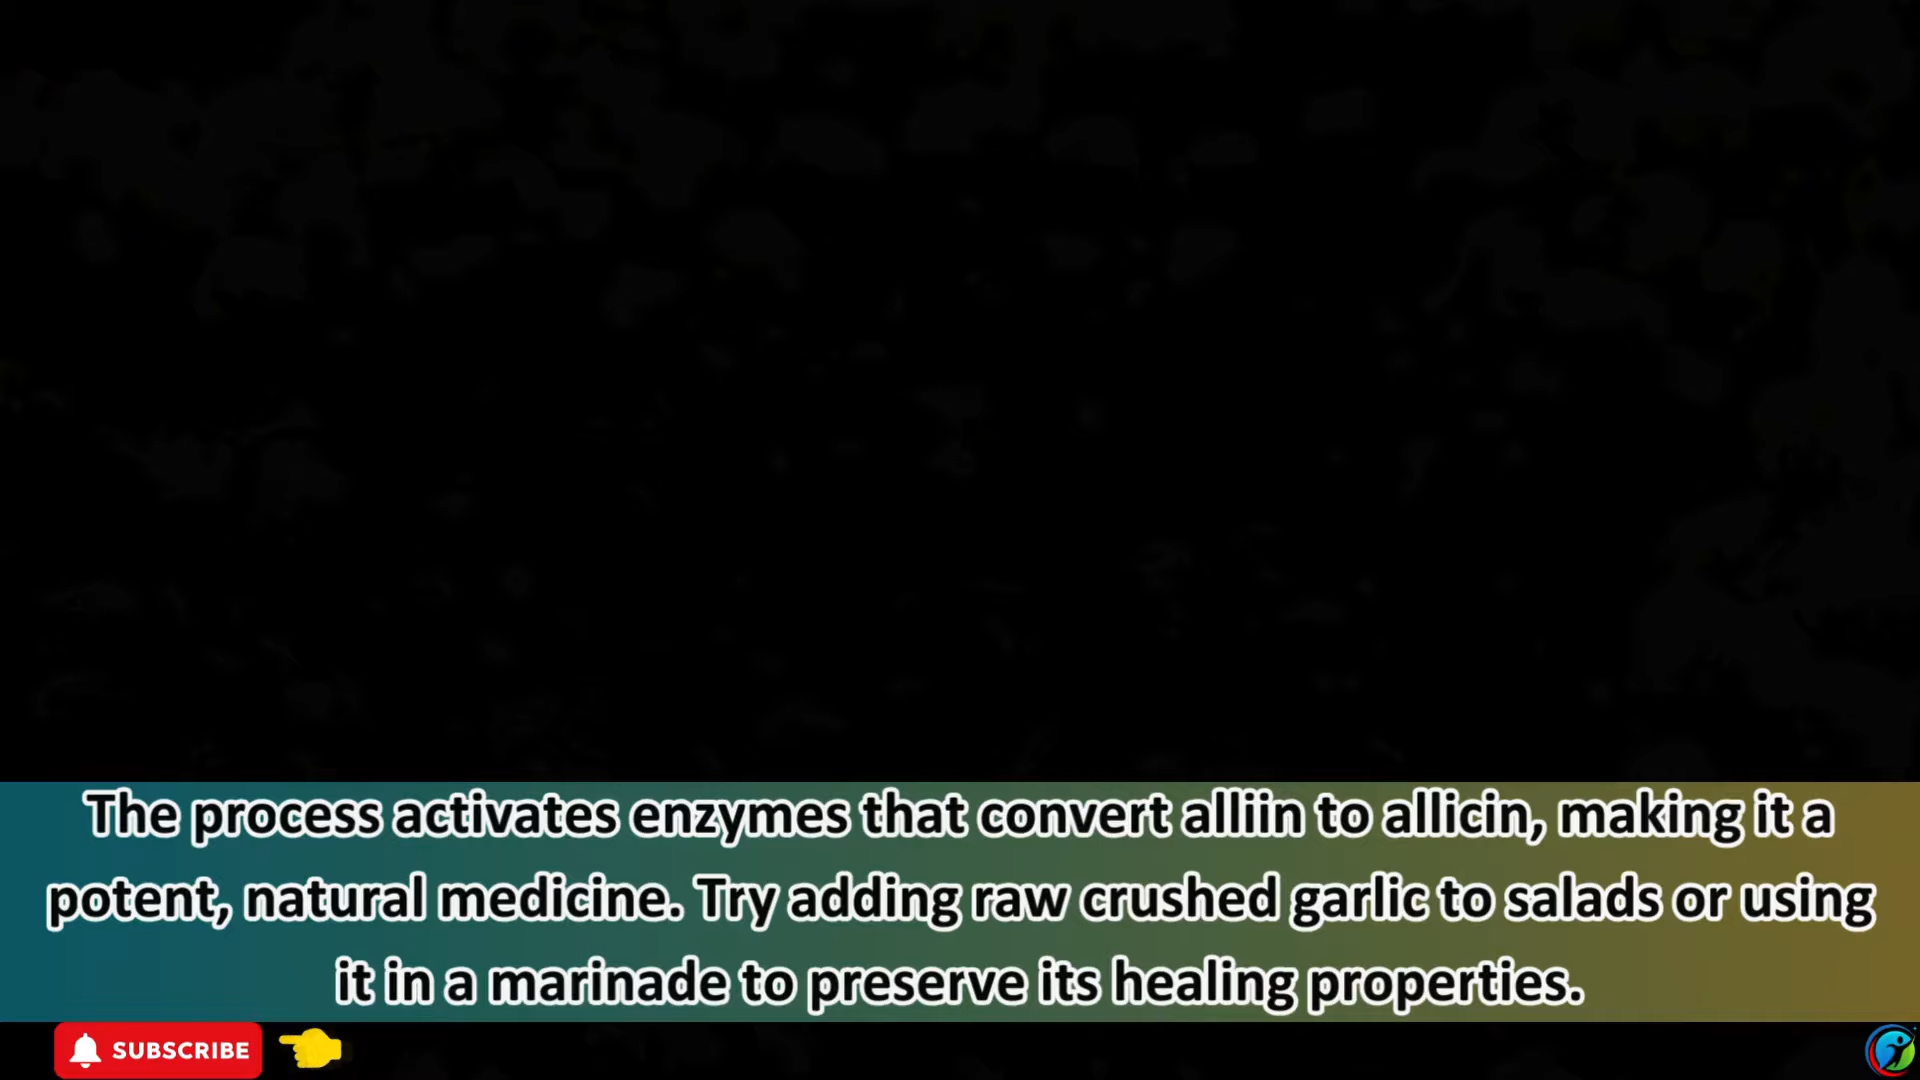 The process activates enzymes that convert alliin to allicin, making it a
potent, natural medicine. Try adding raw crushed garlic to salads or using
it in a marinade to preserve its healing properties.
SUBSCRIBE